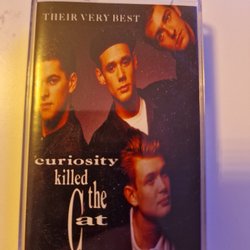 THEIR VERY BEST
curiosity
killed the
Cat